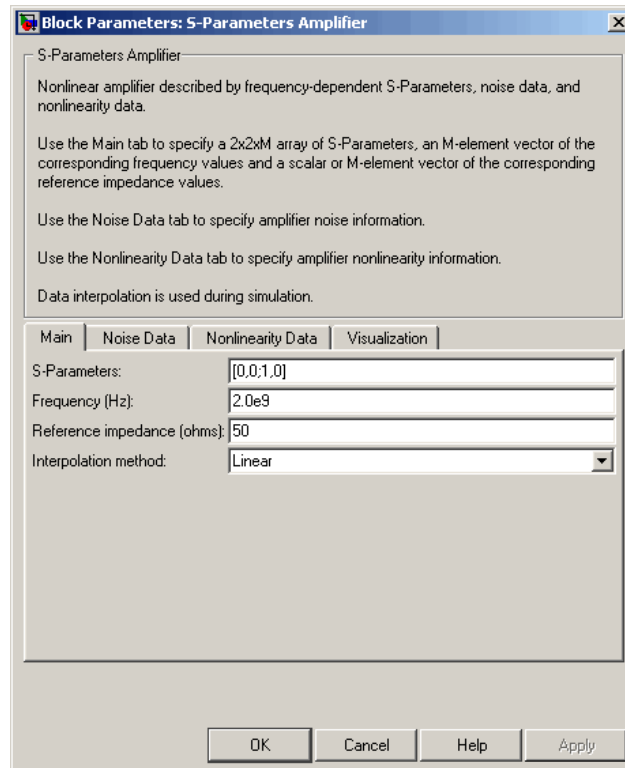 Block Parameters: S-Parameters Amplifier
S-Parameters Amplifier
Nonlinear amplifier described by frequency-dependent S-Parameters, noise data, and
nonlinearity data.
Use the Main tab to specify a 2x2xM array of S-Parameters, an M-element vector of the
corresponding frequency values and a scalar or M-element vector of the corresponding
reference impedance values.
Use the Noise Data tab to specify amplifier noise information.
Use the Nonlinearity Data tab to specify amplifier nonlinearity information.
Data interpolation is used during simulation.
Main Noise Data Nonlinearity Data Visualization
S-Parameters: [0,0;1,0]
Frequency (Hz): 2.0e9
Reference impedance (ohms): 50
Interpolation method: Linear
OK Cancel Help Apply